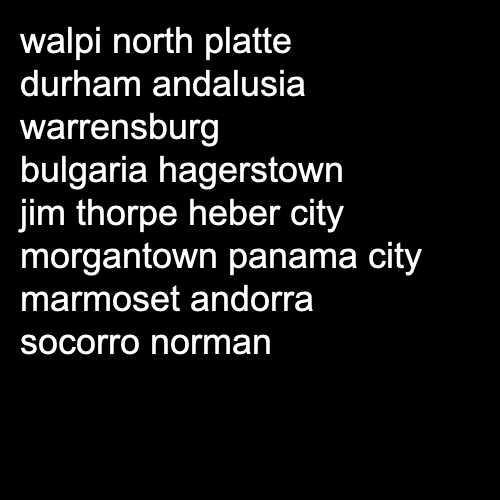 walpi north platte
durham andalusia
warrensburg
bulgaria hagerstown
jim thorpe heber city
morgantown panama city
marmoset andorra
socorro norman